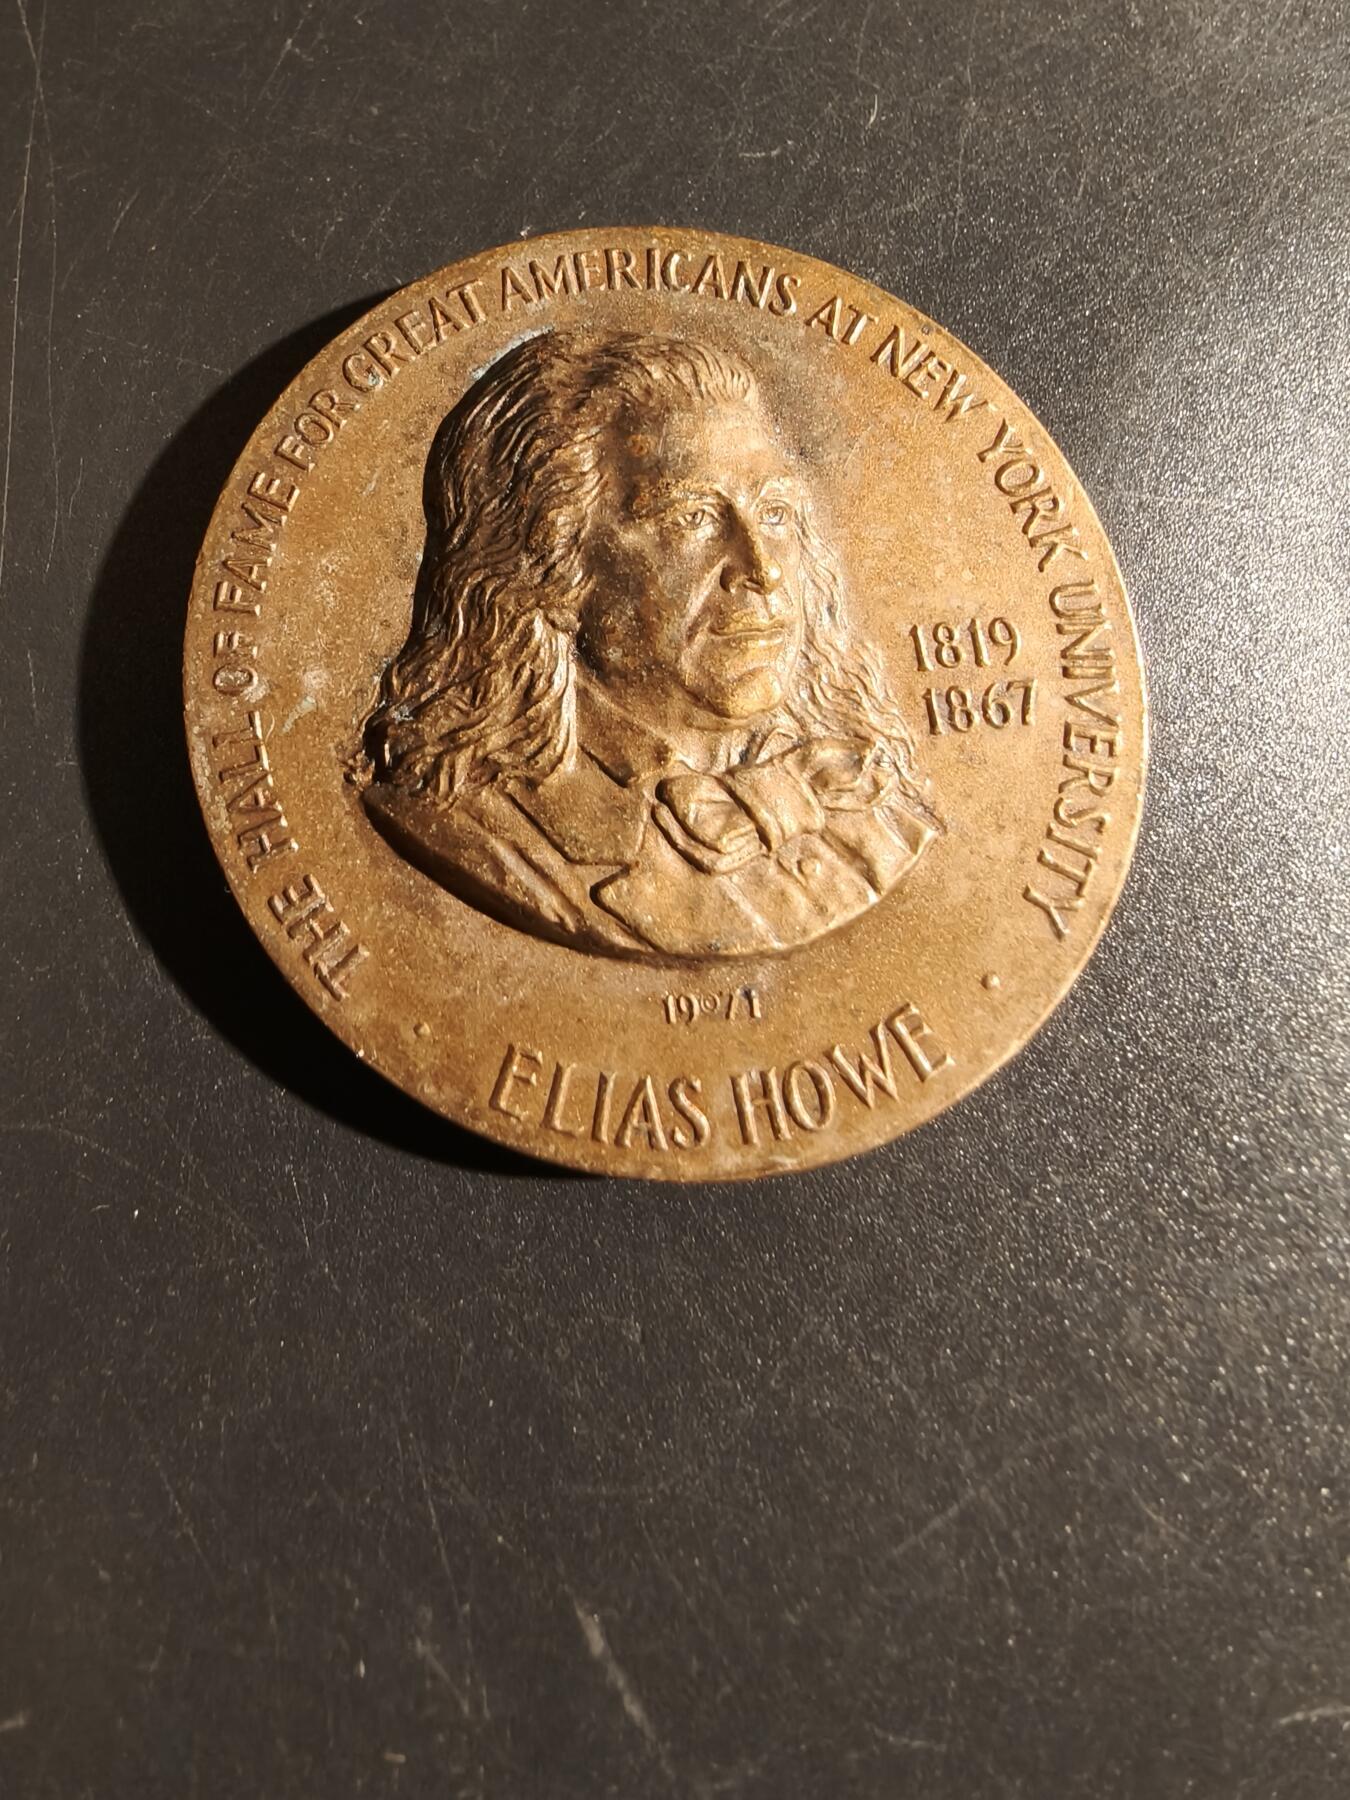 THE HALL OF FAME FOR GREAT AMERICANS AT NEW YORK UNIVERSITY
1819
1867
19©71
• ELIAS HOWE •